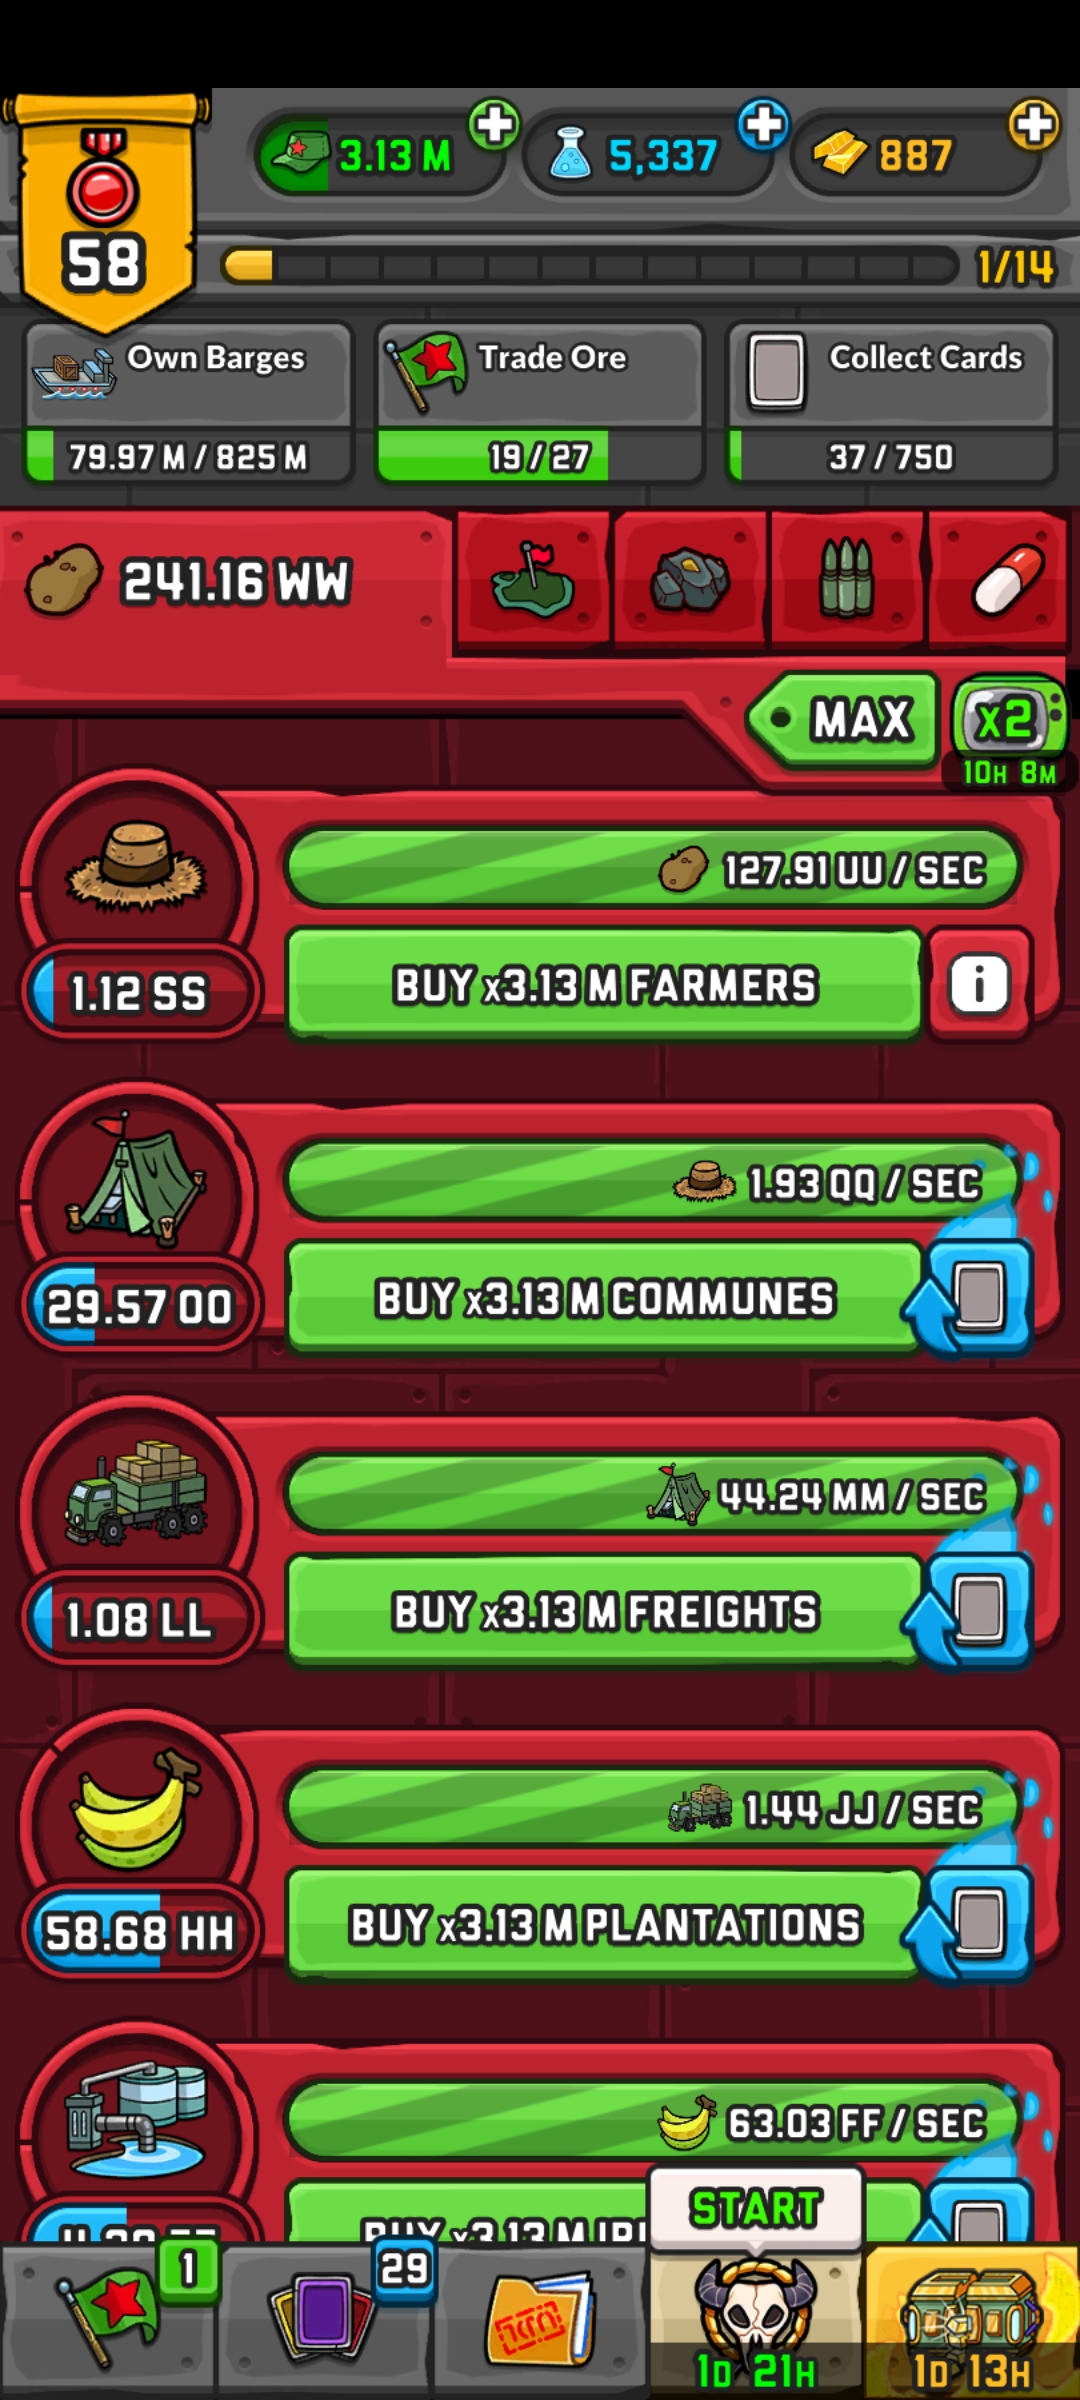 3.13 M
5,337
887
58
1/14
Own Barges
Trade Ore
Collect Cards
79.97 M / 825 M
19 / 27
37 / 750
241.16 WW
MAX
x2
10H 8M
127.91 UU / SEC
1.12 SS
BUY x3.13 M FARMERS
i
1.93 QQ / SEC
29.57 OO
BUY x3.13 M COMMUNES
44.24 MM / SEC
1.08 LL
BUY x3.13 M FREIGHTS
1.44 JJ / SEC
58.68 HH
BUY x3.13 M PLANTATIONS
63.03 FF / SEC
BUY x3.13 M
START
1
29
1D 21H
1D 13H